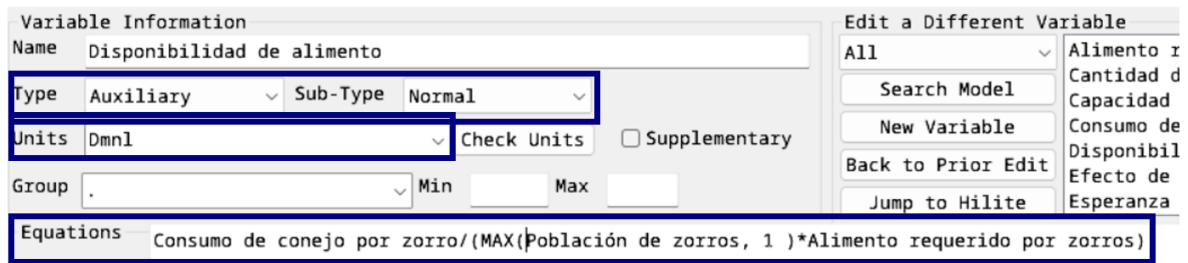 Variable Information
Name Disponibilidad de alimento
Type Auxiliary Sub-Type Normal
Units Dmnl Check Units Supplementary
Group . Min Max
Edit a Different Variable
All
Search Model
New Variable
Back to Prior Edit
Jump to Hilite
Alimento r
Cantidad d
Capacidad
Consumo de
Disponibil
Efecto de
Esperanza
Equations Consumo de conejo por zorro/(MAX(Población de zorros, 1 )*Alimento requerido por zorros)